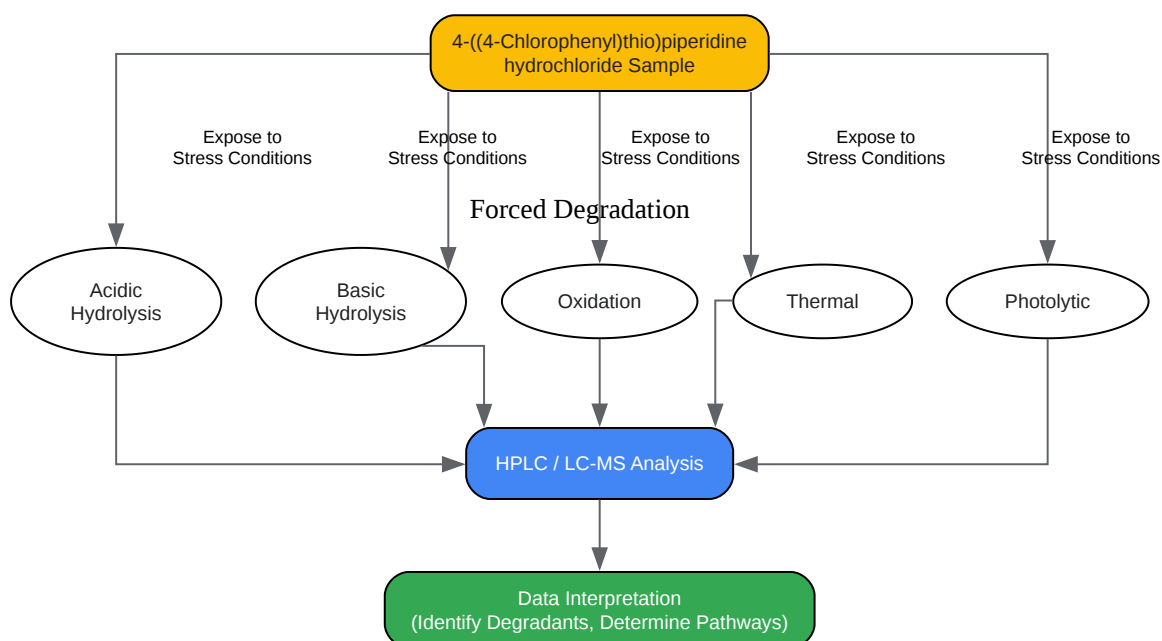 4-((4-Chlorophenyl)thio)piperidine
hydrochloride Sample
Expose to
Stress Conditions
Expose to
Stress Conditions
Expose to
Stress Conditions
Expose to
Stress Conditions
Expose to
Stress Conditions
Forced Degradation
Acidic
Hydrolysis
Basic
Hydrolysis
Oxidation
Thermal
Photolytic
HPLC / LC-MS Analysis
Data Interpretation
(Identify Degradants, Determine Pathways)